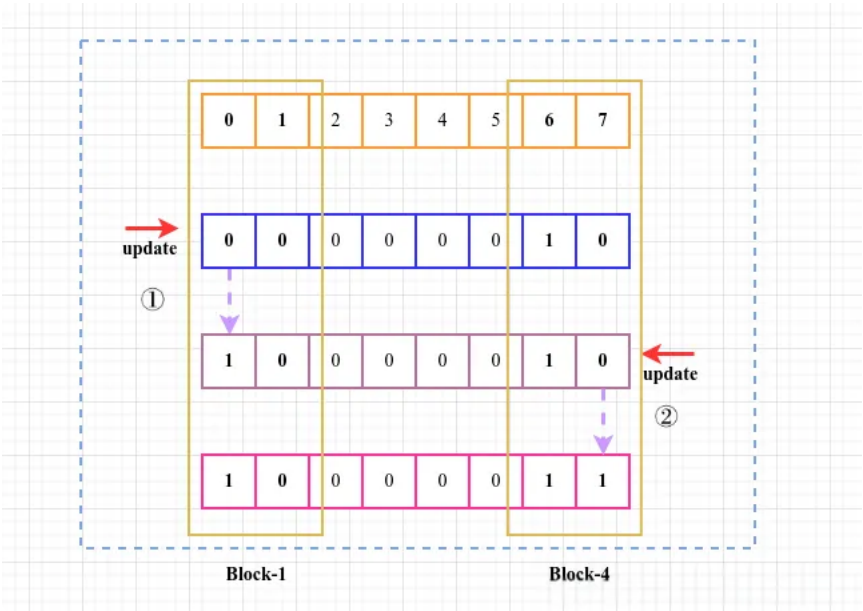 0 1 2 3 4 5 6 7
update
0 0 0 0 0 0 1 0
①
1 0 0 0 0 0 1 0
update
②
1 0 0 0 0 0 1 1
Block-1 Block-4